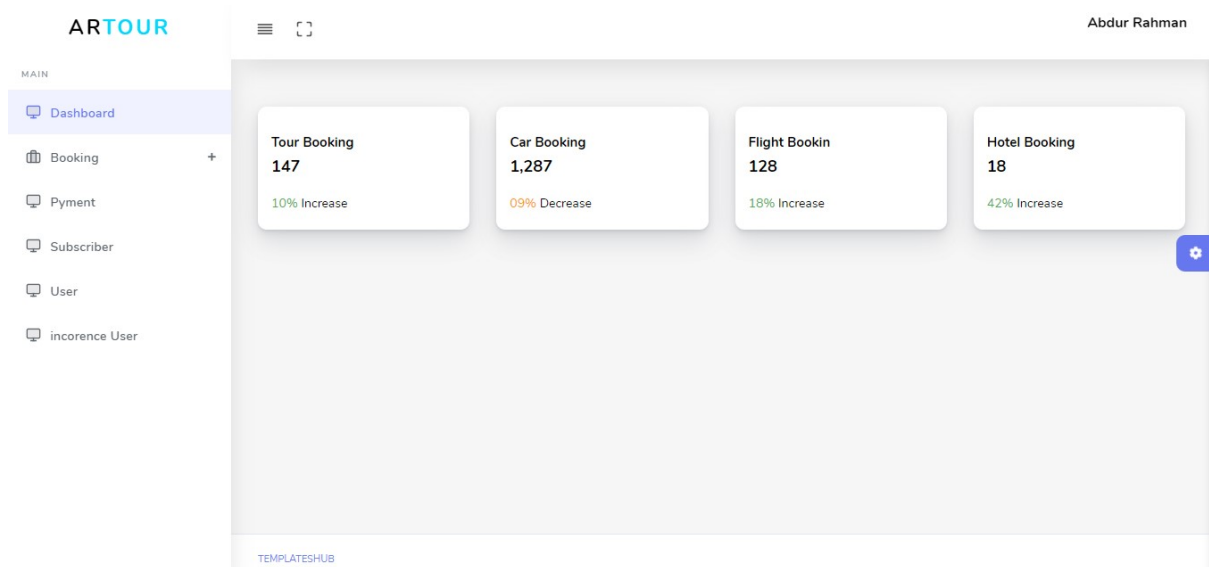 ARTOUR
Abdur Rahman
MAIN
Dashboard
Booking +
Pyment
Subscriber
User
incorence User
Tour Booking
147
10% Increase
Car Booking
1,287
09% Decrease
Flight Bookin
128
18% Increase
Hotel Booking
18
42% Increase
TEMPLATESHUB